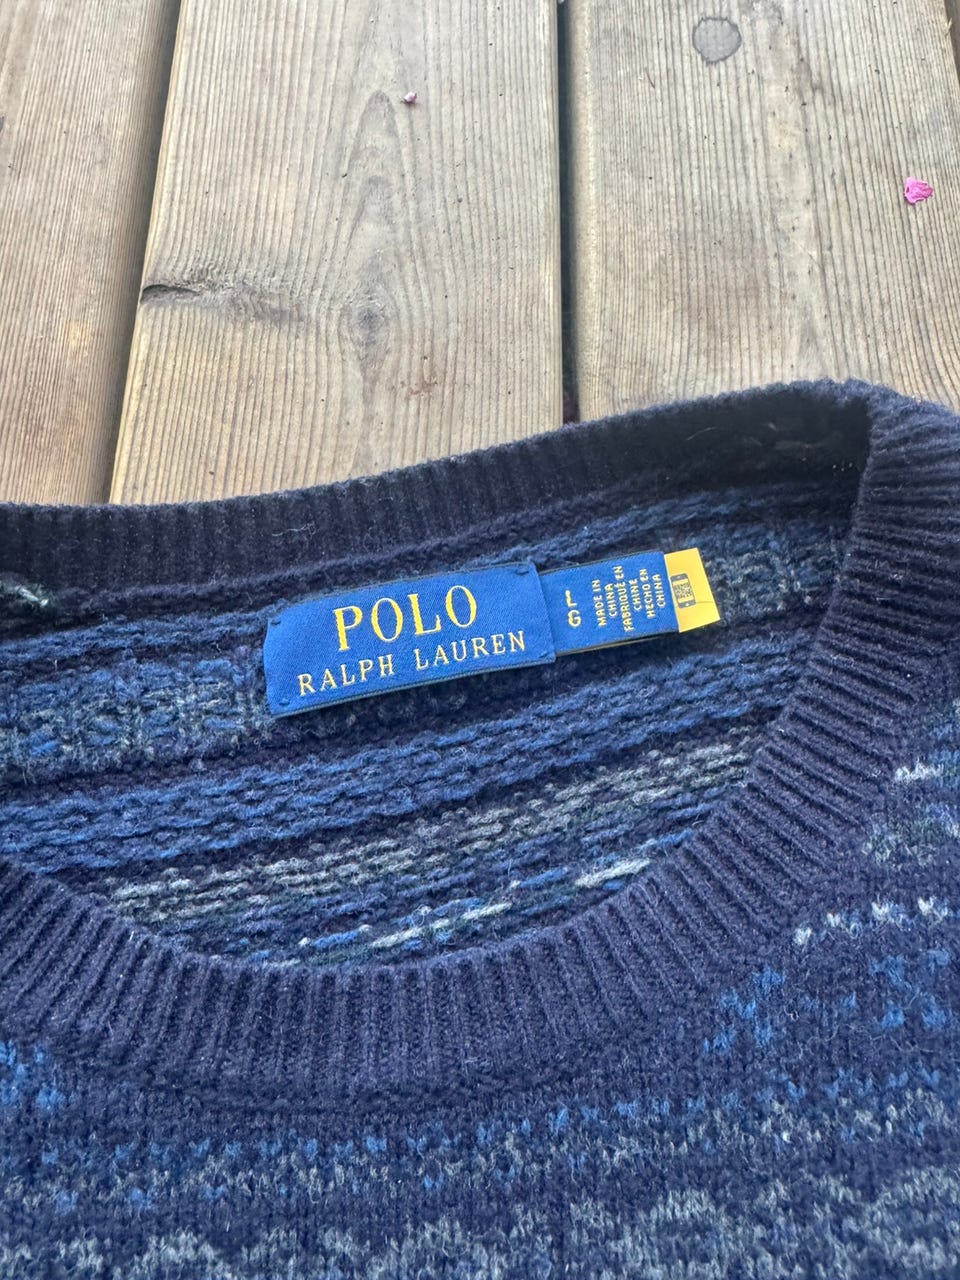 POLO
RALPH LAUREN
L
G
MADE IN
CHINA
FABRIQUÉ EN
CHINE
HECHO EN
CHINA